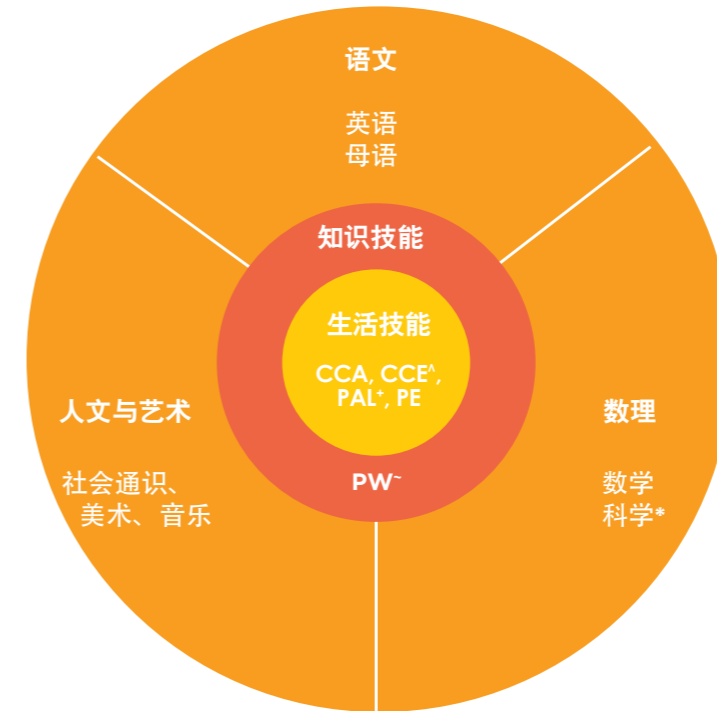 语文
英语
母语
知识技能
生活技能
CCA, CCE^,
PAL+, PE
PW~
人文与艺术
社会通识、
美术、音乐
数理
数学
科学*